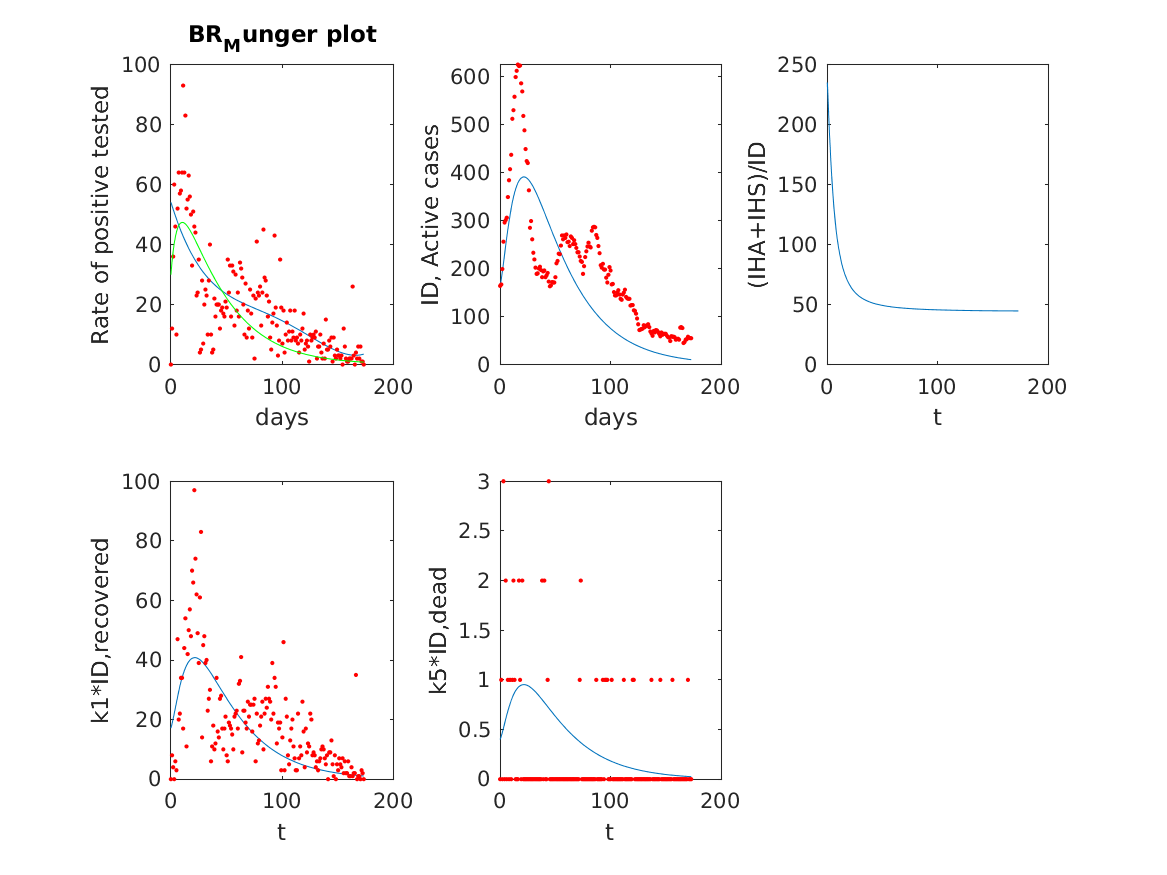 BR_Munger plot
Rate of positive tested
100
80
60
40
20
0
0 100 200
days
ID, Active cases
600
500
400
300
200
100
0
0 100 200
days
(IHA+IHS)/ID
250
200
150
100
50
0
0 100 200
t
k1*ID,recovered
100
80
60
40
20
0
0 100 200
t
k5*ID,dead
3
2.5
2
1.5
1
0.5
0
0 100 200
t